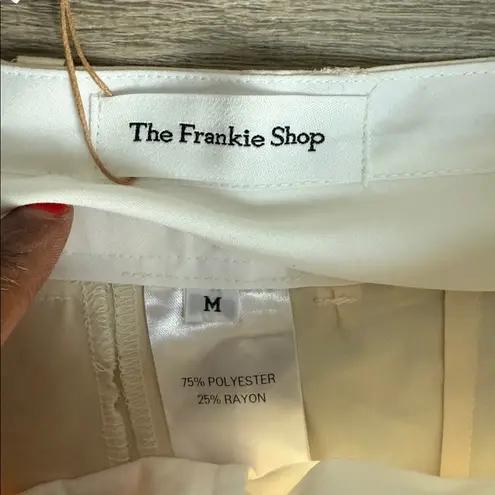 The Frankie Shop
M
75% POLYESTER
25% RAYON